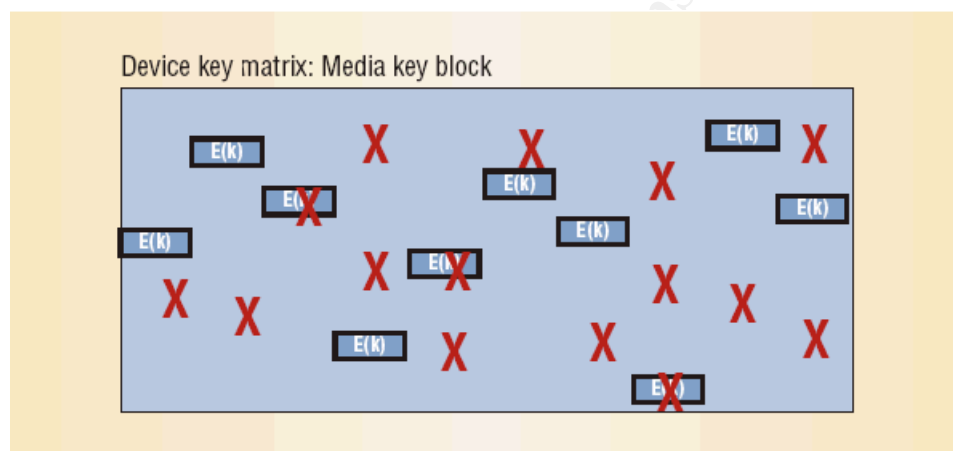 Device key matrix: Media key block
E(k) X X E(k) X
E(k) X E(k) X E(k)
E(k) E(k)
X E(k) X X
X X X
E(k) X X X
E(k) X